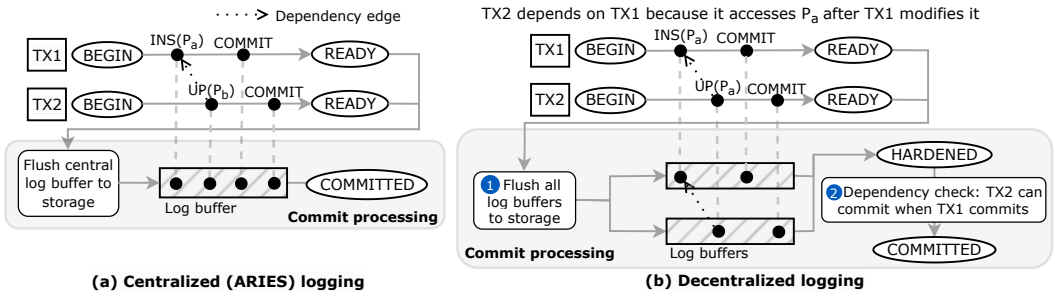 Dependency edge
TX1
BEGIN
INS(Pa)
COMMIT
READY
TX2
BEGIN
UP(Pb)
COMMIT
READY
Flush central
log buffer to
storage
Log buffer
COMMITTED
Commit processing
(a) Centralized (ARIES) logging
TX2 depends on TX1 because it accesses Pa after TX1 modifies it
TX1
BEGIN
INS(Pa)
COMMIT
READY
TX2
BEGIN
UP(Pa)
COMMIT
READY
1 Flush all
log buffers
to storage
Log buffers
HARDENED
2 Dependency check: TX2 can
commit when TX1 commits
COMMITTED
Commit processing
(b) Decentralized logging